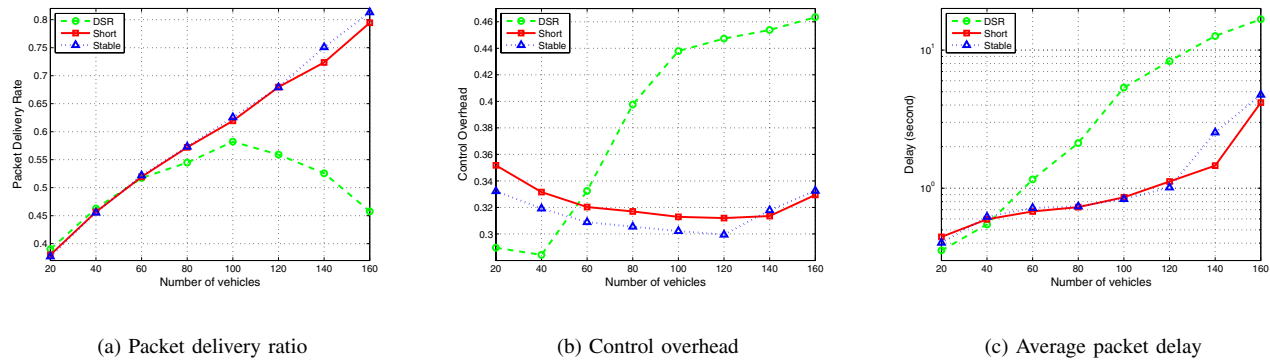 DSR
Short
Stable
0.8
0.75
0.7
0.65
0.6
0.55
0.5
0.45
0.4
Packet Delivery Rate
20 40 60 80 100 120 140 160
Number of vehicles
(a) Packet delivery ratio
DSR
Short
Stable
0.46
0.44
0.42
0.4
0.38
0.36
0.34
0.32
0.3
Control Overhead
20 40 60 80 100 120 140 160
Number of vehicles
(b) Control overhead
DSR
Short
Stable
10¹
10⁰
Delay (second)
20 40 60 80 100 120 140 160
Number of vehicles
(c) Average packet delay